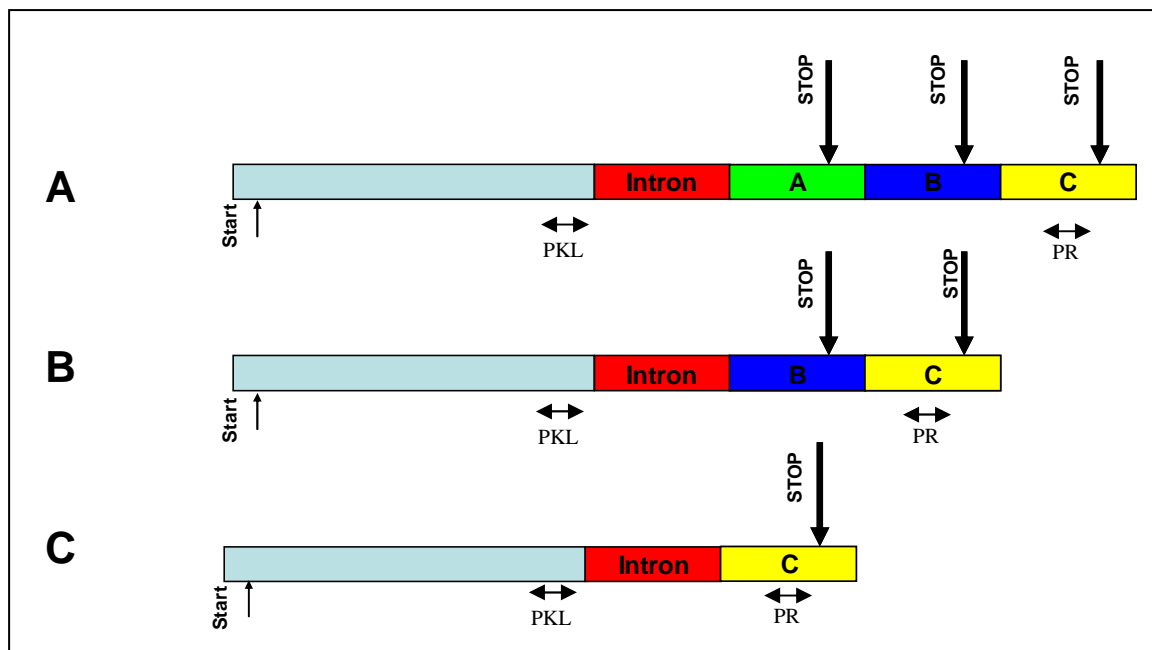 STOP STOP STOP
A Intron A B C
Start
PKL PR
STOP STOP
B Intron B C
Start
PKL PR
STOP
C Intron C
Start
PKL PR